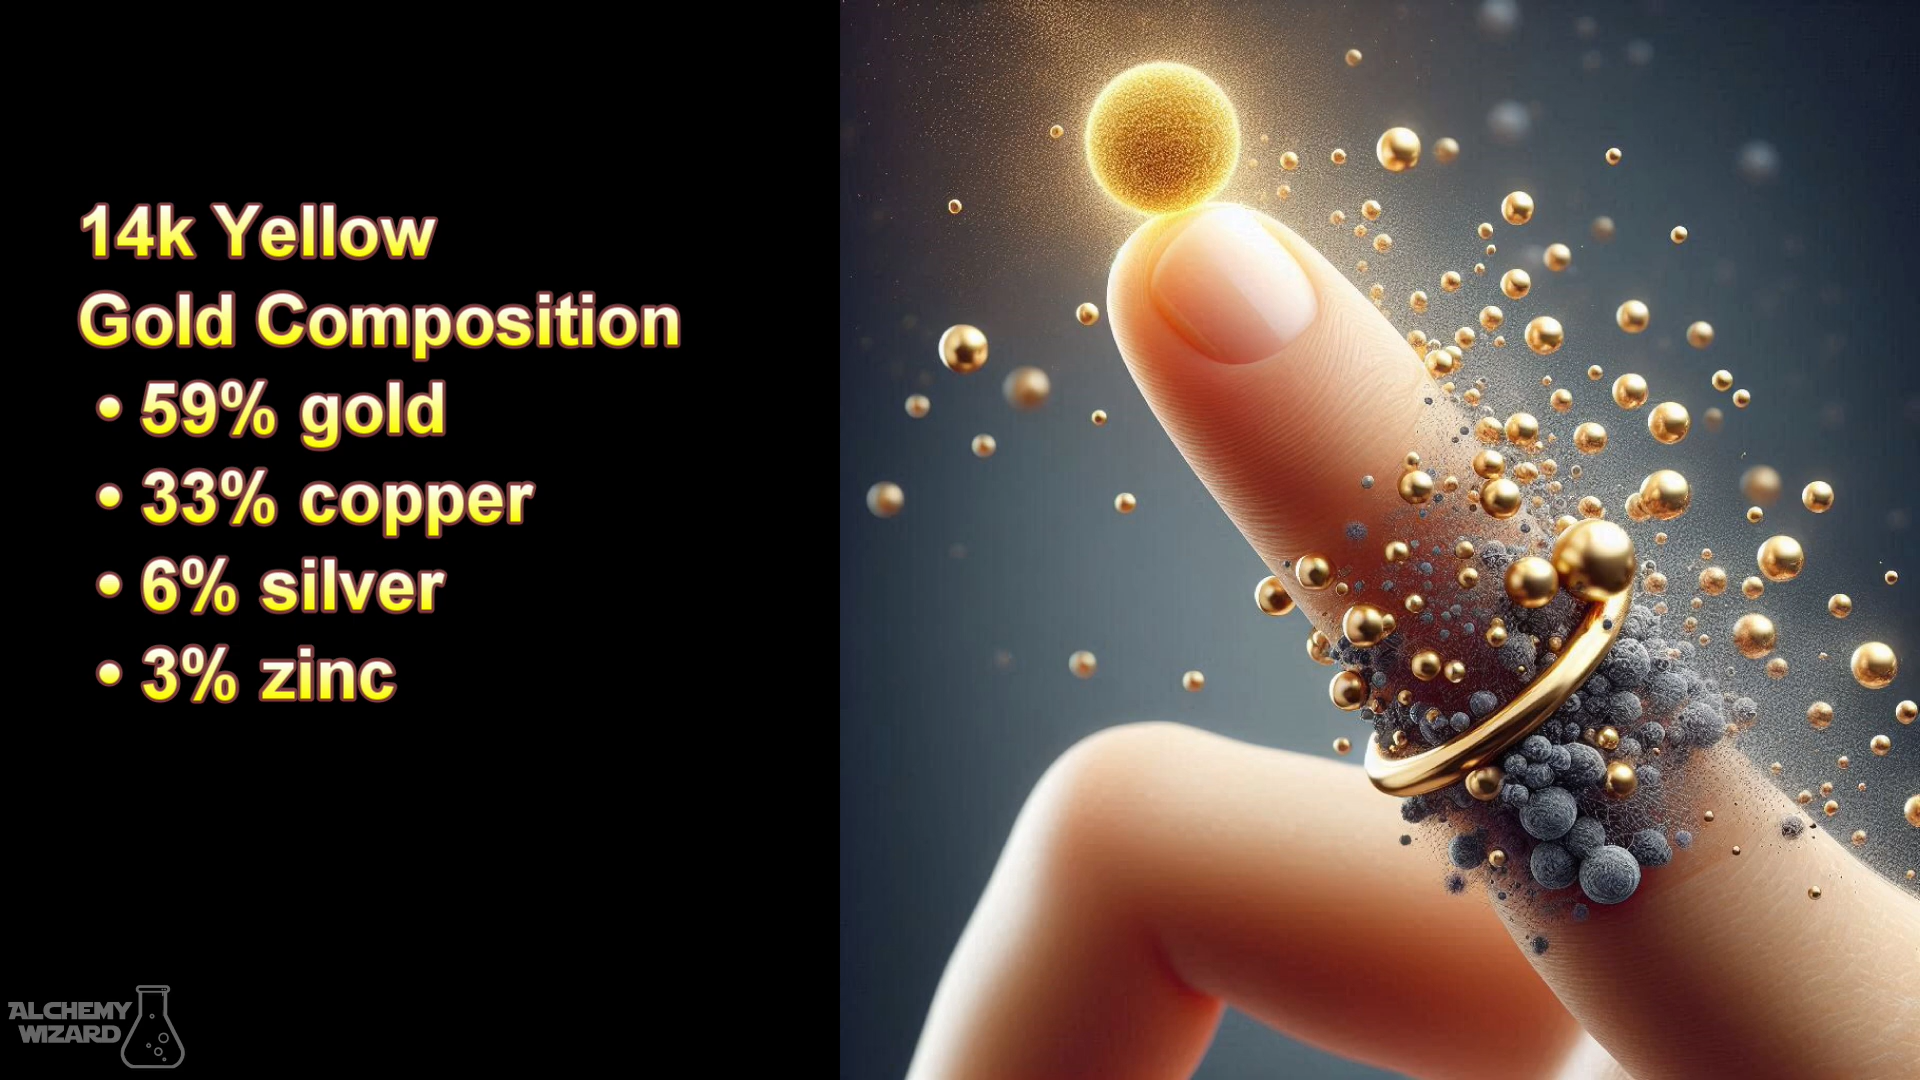 14k Yellow
Gold Composition
• 59% gold
• 33% copper
• 6% silver
• 3% zinc
ALCHEMY
WIZARD